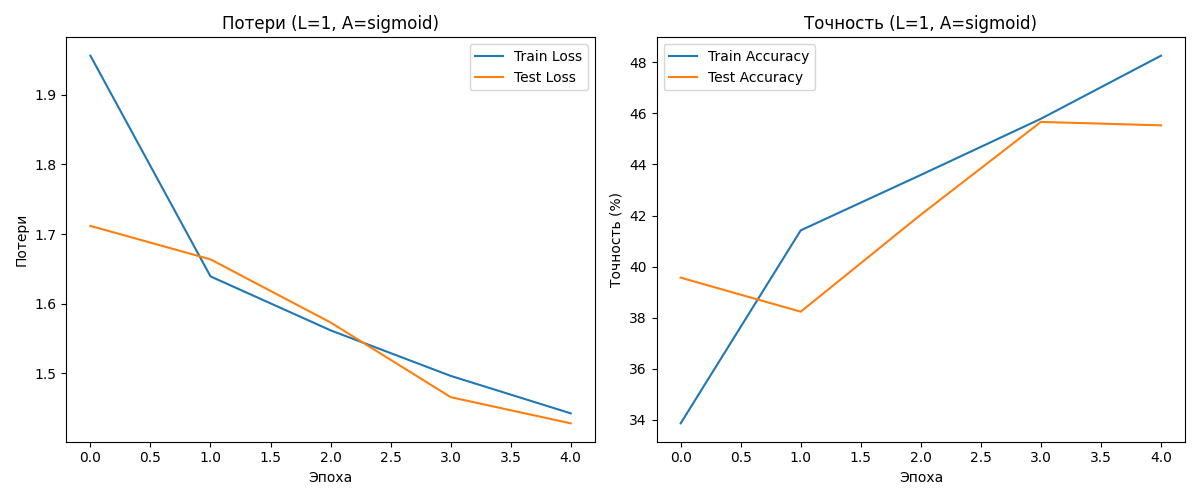 Потери (L=1, A=sigmoid)
Train Loss
Test Loss
1.9
1.8
1.7
1.6
1.5
Потери
0.0 0.5 1.0 1.5 2.0 2.5 3.0 3.5 4.0
Эпоха
Точность (L=1, A=sigmoid)
Train Accuracy
Test Accuracy
48
46
44
42
40
38
36
34
Точность (%)
0.0 0.5 1.0 1.5 2.0 2.5 3.0 3.5 4.0
Эпоха